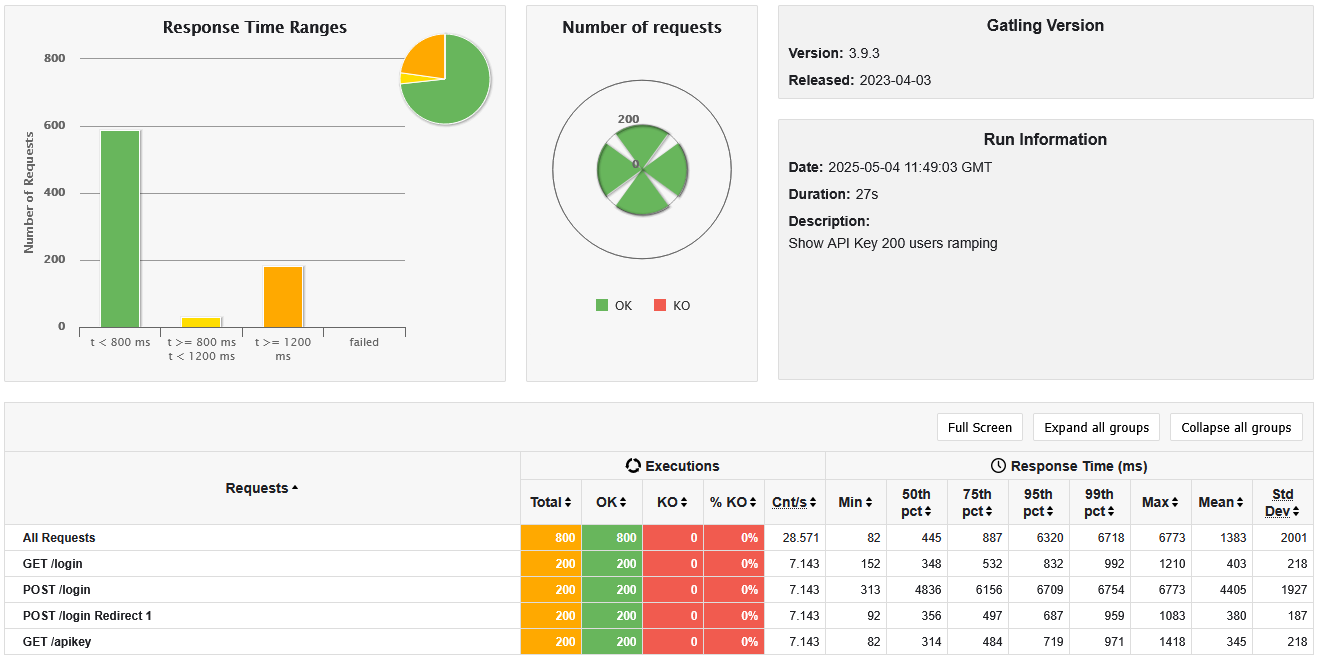 Response Time Ranges
800
600
400
200
0
Number of Requests
t < 800 ms
t >= 800 ms
t < 1200 ms
t >= 1200
ms
failed
Number of requests
200
0
OK
KO
Gatling Version
Version: 3.9.3
Released: 2023-04-03
Run Information
Date: 2025-05-04 11:49:03 GMT
Duration: 27s
Description:
Show API Key 200 users ramping
Full Screen Expand all groups Collapse all groups
Requests
Executions
Response Time (ms)
Total OK KO % KO Cnt/s Min 50th pct 75th pct 95th pct 99th pct Max Mean Std Dev
All Requests 800 800 0 0% 28.571 82 445 887 6320 6718 6773 1383 2001
GET /login 200 200 0 0% 7.143 152 348 532 832 992 1210 403 218
POST /login 200 200 0 0% 7.143 313 4836 6156 6709 6754 6773 4405 1927
POST /login Redirect 1 200 200 0 0% 7.143 92 356 497 687 959 1083 380 187
GET /apikey 200 200 0 0% 7.143 82 314 484 719 971 1418 345 218